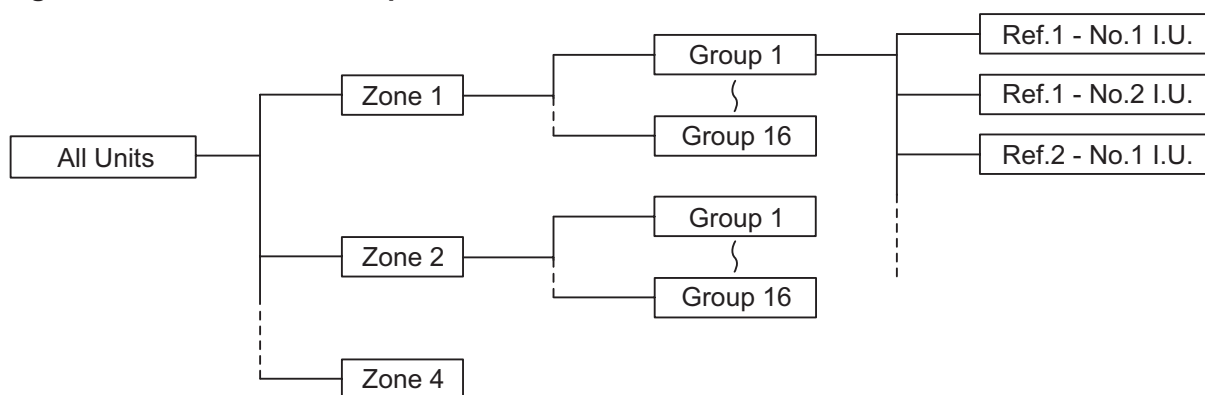 Ref.1 - No.1 I.U.
Group 1
Ref.1 - No.2 I.U.
Zone 1
Group 16
Ref.2 - No.1 I.U.
All Units
Group 1
Zone 2
Group 16
Zone 4